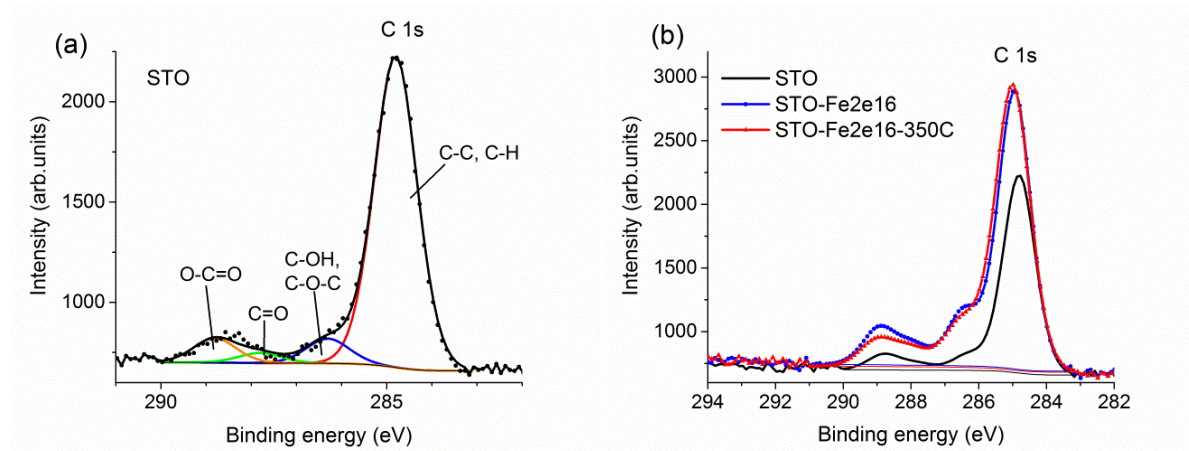 (a)
C 1s
STO
2000
1500
1000
Intensity (arb.units)
C-C, C-H
O-C=O
C=O
C-OH,
C-O-C
290
285
Binding energy (eV)
(b)
C 1s
STO
STO-Fe2e16
STO-Fe2e16-350C
3000
2500
2000
1500
1000
Intensity (arb.units)
294
292
290
288
286
284
282
Binding energy (eV)